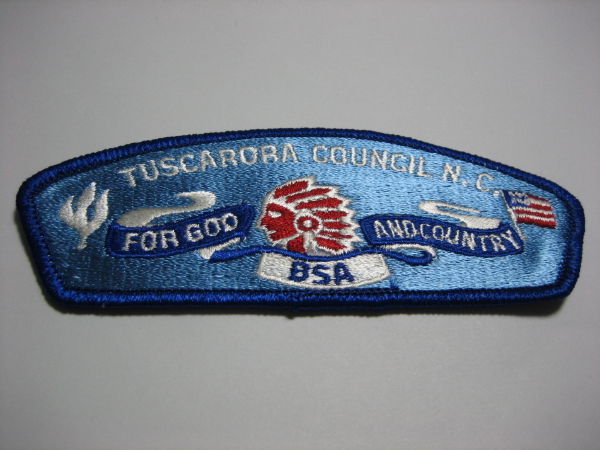 TUSCARORA COUNCIL N. C.
FOR GOD AND COUNTRY
BSA